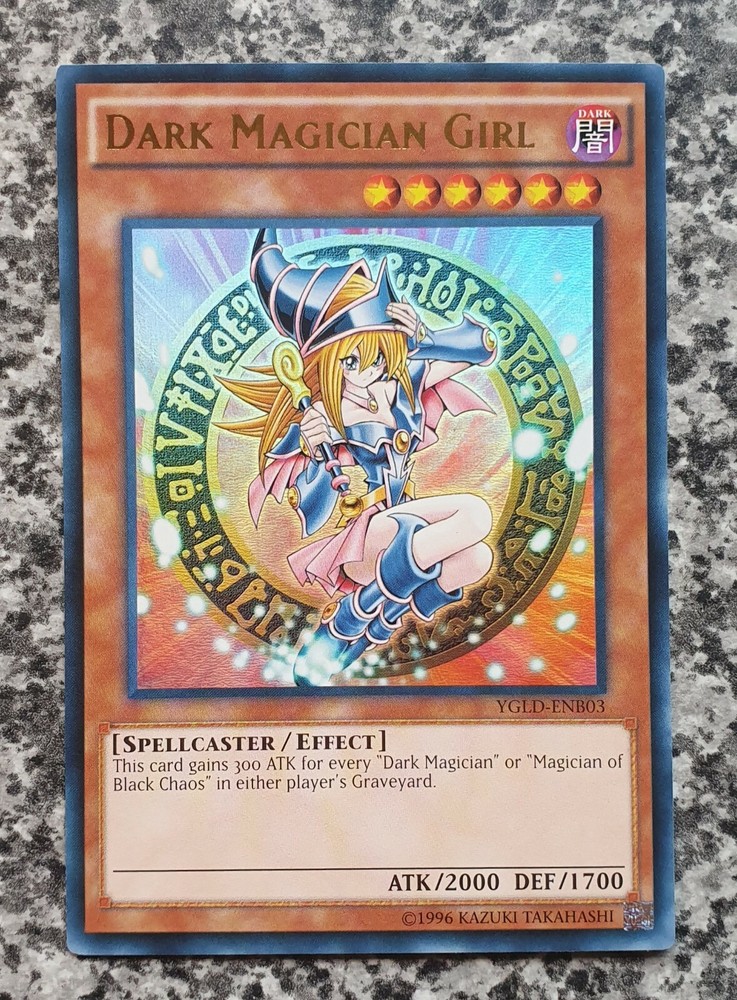 Dark Magician Girl
DARK
闇
YGLD-ENB03
[Spellcaster / Effect]
This card gains 300 ATK for every “Dark Magician” or “Magician of
Black Chaos” in either player's Graveyard.
ATK/2000 DEF/1700
©1996 KAZUKI TAKAHASHI